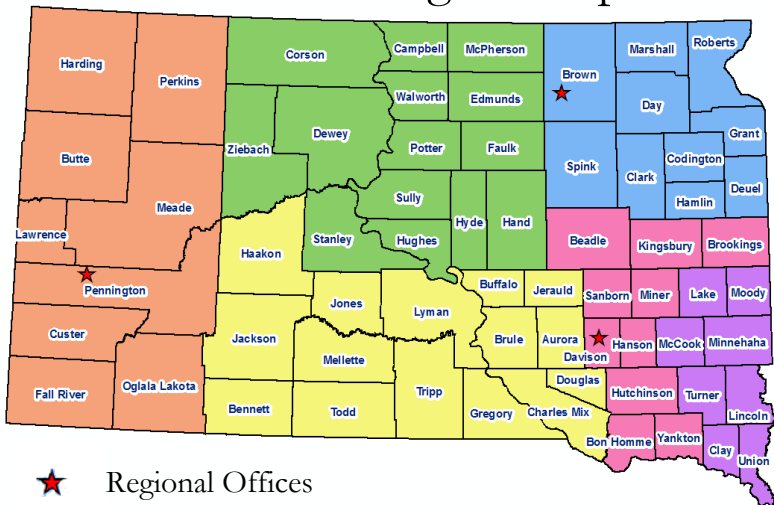 Harding
Perkins
Corson
Campbell
McPherson
Brown
Marshall
Roberts
Walworth
Edmunds
Day
Butte
Ziebach
Dewey
Potter
Faulk
Spink
Clark
Codington
Grant
Hamlin
Deuel
Meade
Sully
Hyde
Hand
Lawrence
Haakon
Stanley
Hughes
Beadle
Kingsbury
Brookings
Pennington
Jones
Lyman
Buffalo
Jerauld
Sanborn
Miner
Lake
Moody
Custer
Jackson
Mellette
Brule
Aurora
Davison
Hanson
McCook
Minnehaha
Fall River
Oglala Lakota
Bennett
Todd
Tripp
Gregory
Charles Mix
Douglas
Hutchinson
Turner
Lincoln
Bon Homme
Yankton
Clay
Union
Regional Offices